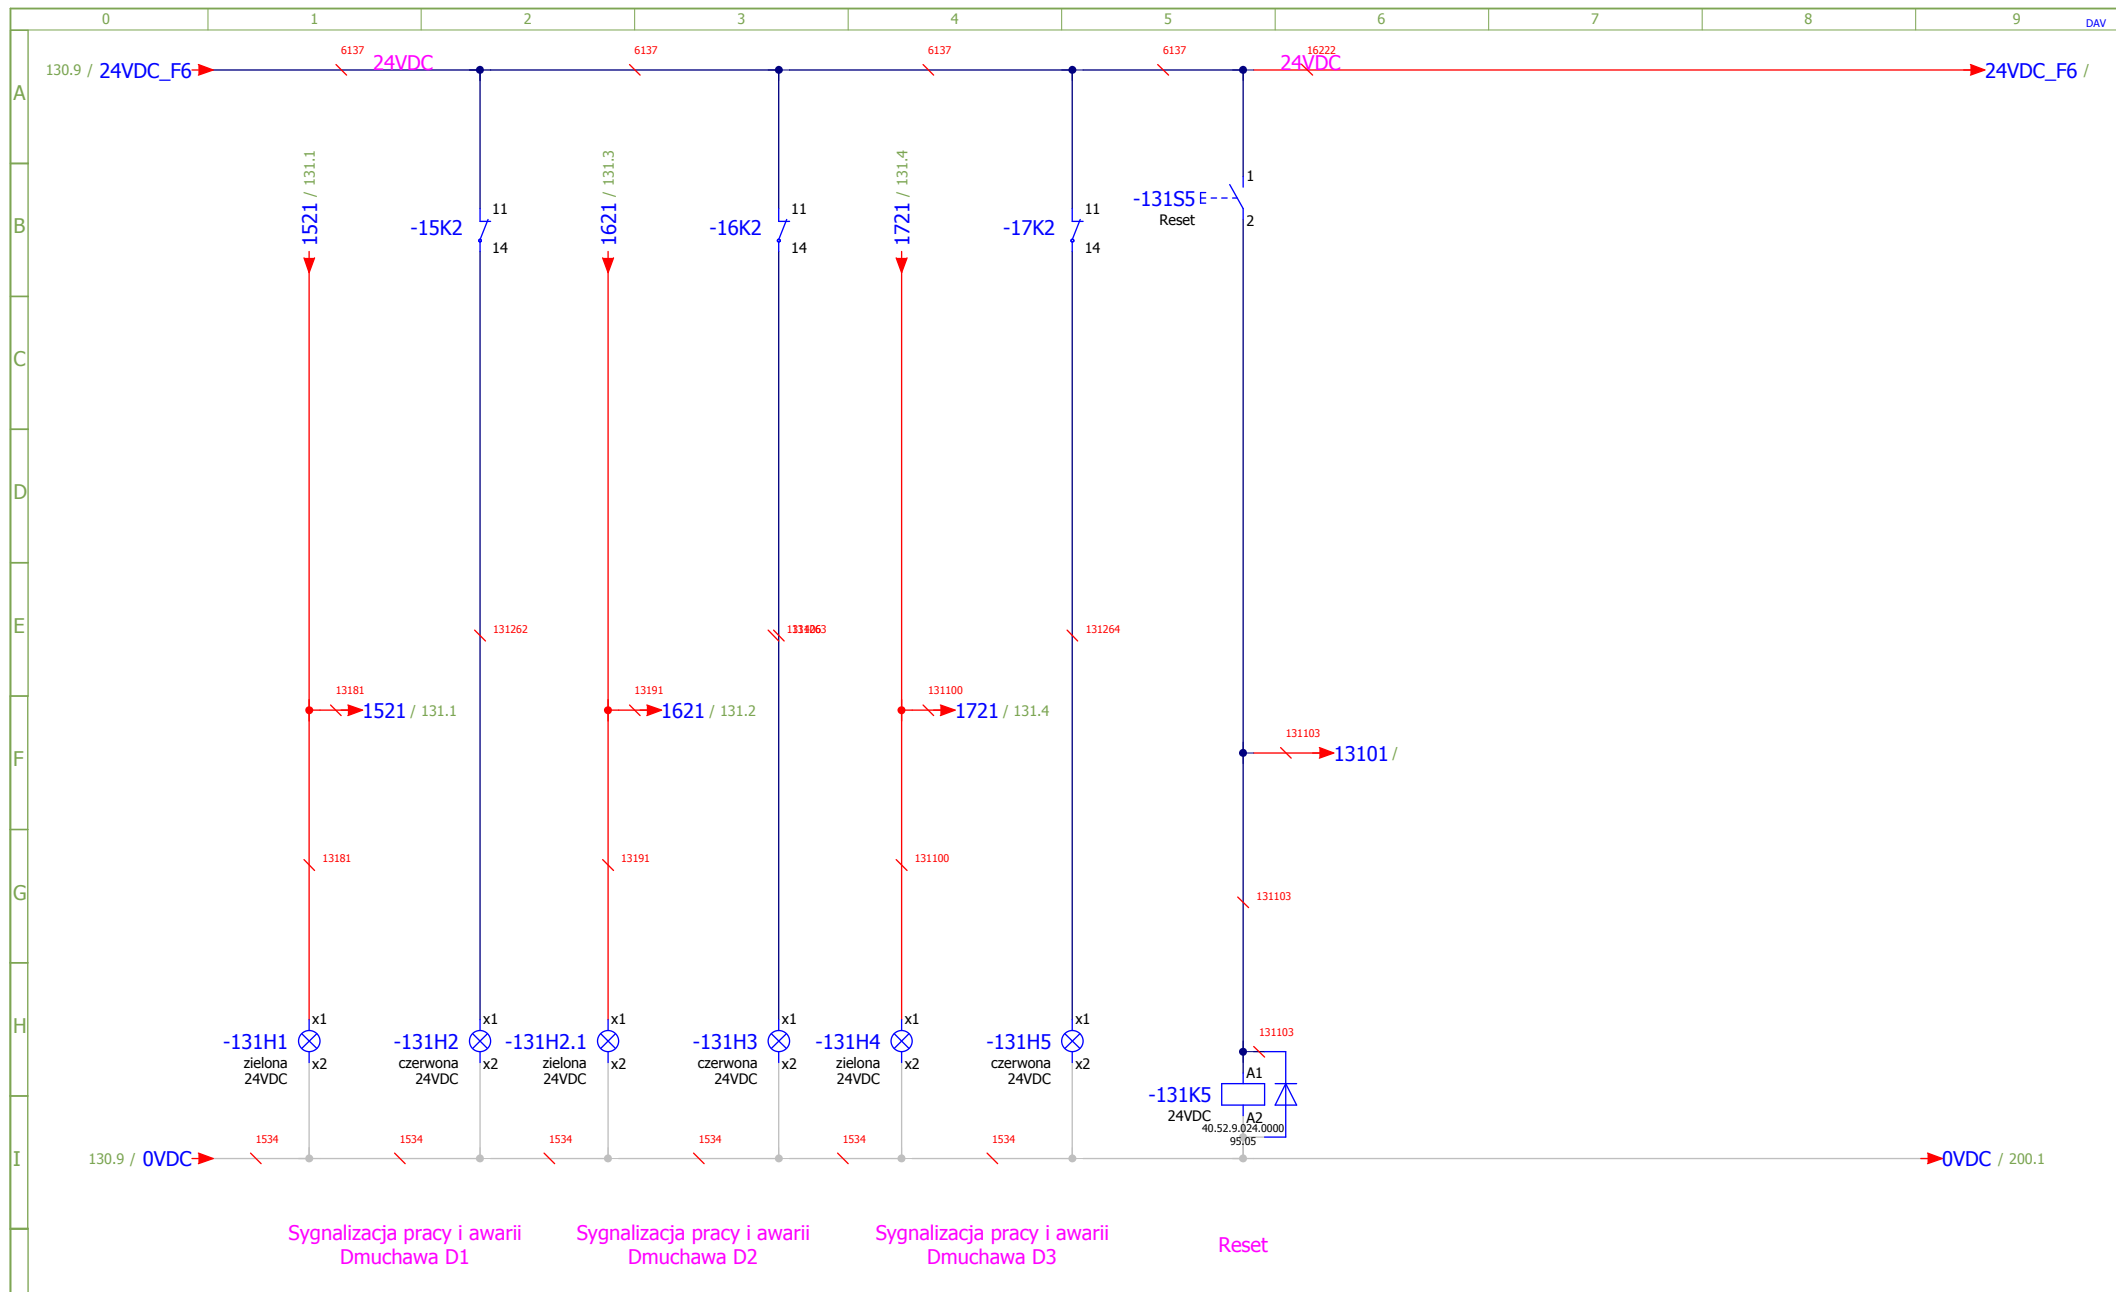 0 1 2 3 4 5 6 7 8 9 DAV
6137 6137 6137 6137 16222
130.9 / 24VDC_F6 24VDC 24VDC 24VDC_F6 /
A
1521 / 131.1
1621 / 131.3
1721 / 131.4
B
-15K2 11 14
-16K2 11 14
-17K2 11 14
-131S5 1 2
Reset
C
D
E
131262 131264
13181 13191 131100
1521 / 131.1 1621 / 131.2 1721 / 131.4
F
131103
13101 /
13181 13191 131100
G
131103
H
-131H1 x1 x2
zielona
24VDC
-131H2 x1 x2
czerwona
24VDC
-131H2.1 x1 x2
zielona
24VDC
-131H3 x1 x2
czerwona
24VDC
-131H4 x1 x2
zielona
24VDC
-131H5 x1 x2
czerwona
24VDC
131103
-131K5 A1 A2
24VDC
40.52.9.024.0000
95.05
I
1534 1534 1534 1534 1534 1534
130.9 / 0VDC 0VDC / 200.1
Sygnalizacja pracy i awarii
Dmuchawa D1
Sygnalizacja pracy i awarii
Dmuchawa D2
Sygnalizacja pracy i awarii
Dmuchawa D3
Reset